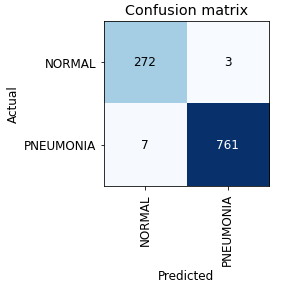 Confusion matrix
Actual
NORMAL
272
3
PNEUMONIA
7
761
NORMAL
PNEUMONIA
Predicted